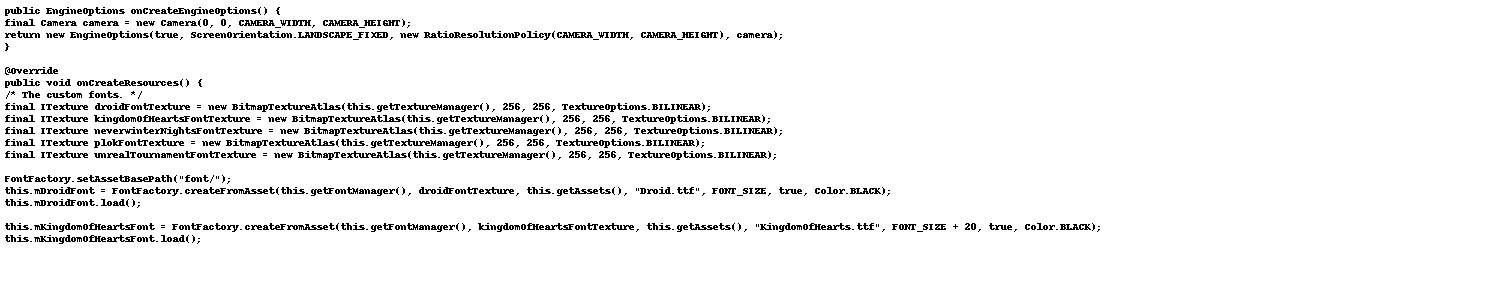 public EngineOptions onCreateEngineOptions() {
final Camera camera = new Camera(0, 0, CAMERA_WIDTH, CAMERA_HEIGHT);
return new EngineOptions(true, ScreenOrientation.LANDSCAPE_FIXED, new RatioResolutionPolicy(CAMERA_WIDTH, CAMERA_HEIGHT), camera);
}
@Override
public void onCreateResources() {
/* The custom fonts. */
final ITexture droidFontTexture = new BitmapTextureAtlas(this.getTextureManager(), 256, 256, TextureOptions.BILINEAR);
final ITexture kingdomOfHeartsFontTexture = new BitmapTextureAtlas(this.getTextureManager(), 256, 256, TextureOptions.BILINEAR);
final ITexture neverwinterNightsFontTexture = new BitmapTextureAtlas(this.getTextureManager(), 256, 256, TextureOptions.BILINEAR);
final ITexture plokFontTexture = new BitmapTextureAtlas(this.getTextureManager(), 256, 256, TextureOptions.BILINEAR);
final ITexture unrealTournamentFontTexture = new BitmapTextureAtlas(this.getTextureManager(), 256, 256, TextureOptions.BILINEAR);
FontFactory.setAssetBasePath("font/");
this.mDroidFont = FontFactory.createFromAsset(this.getFontManager(), droidFontTexture, this.getAssets(), "Droid.ttf", FONT_SIZE, true, Color.BLACK);
this.mDroidFont.load();
this.mKingdomOfHeartsFont = FontFactory.createFromAsset(this.getFontManager(), kingdomOfHeartsFontTexture, this.getAssets(), "KingdomOfHearts.ttf", FONT_SIZE + 20, true, Color.BLACK);
this.mKingdomOfHeartsFont.load();